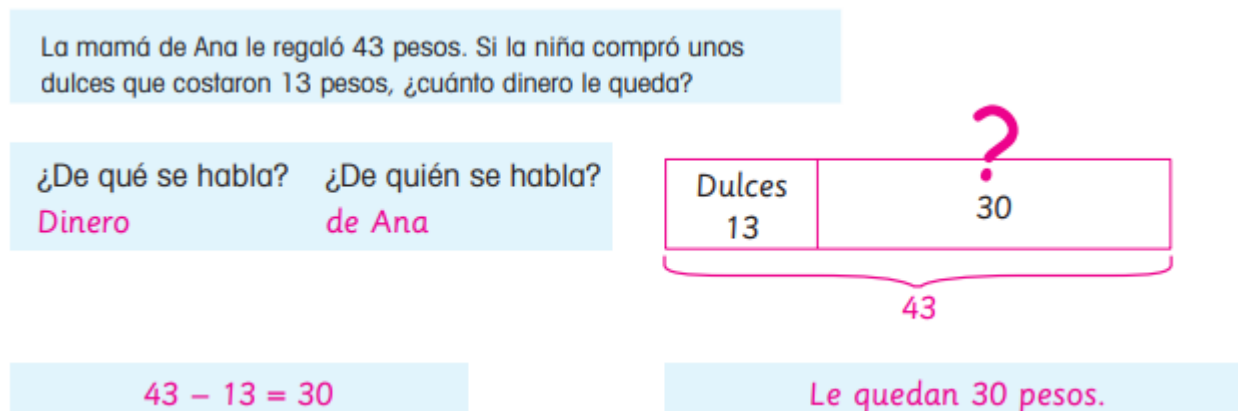 La mamá de Ana le regaló 43 pesos. Si la niña compró unos
dulces que costaron 13 pesos, ¿cuánto dinero le queda?
¿De qué se habla? ¿De quién se habla?
Dinero de Ana
?
Dulces
13
30
43
43 – 13 = 30
Le quedan 30 pesos.